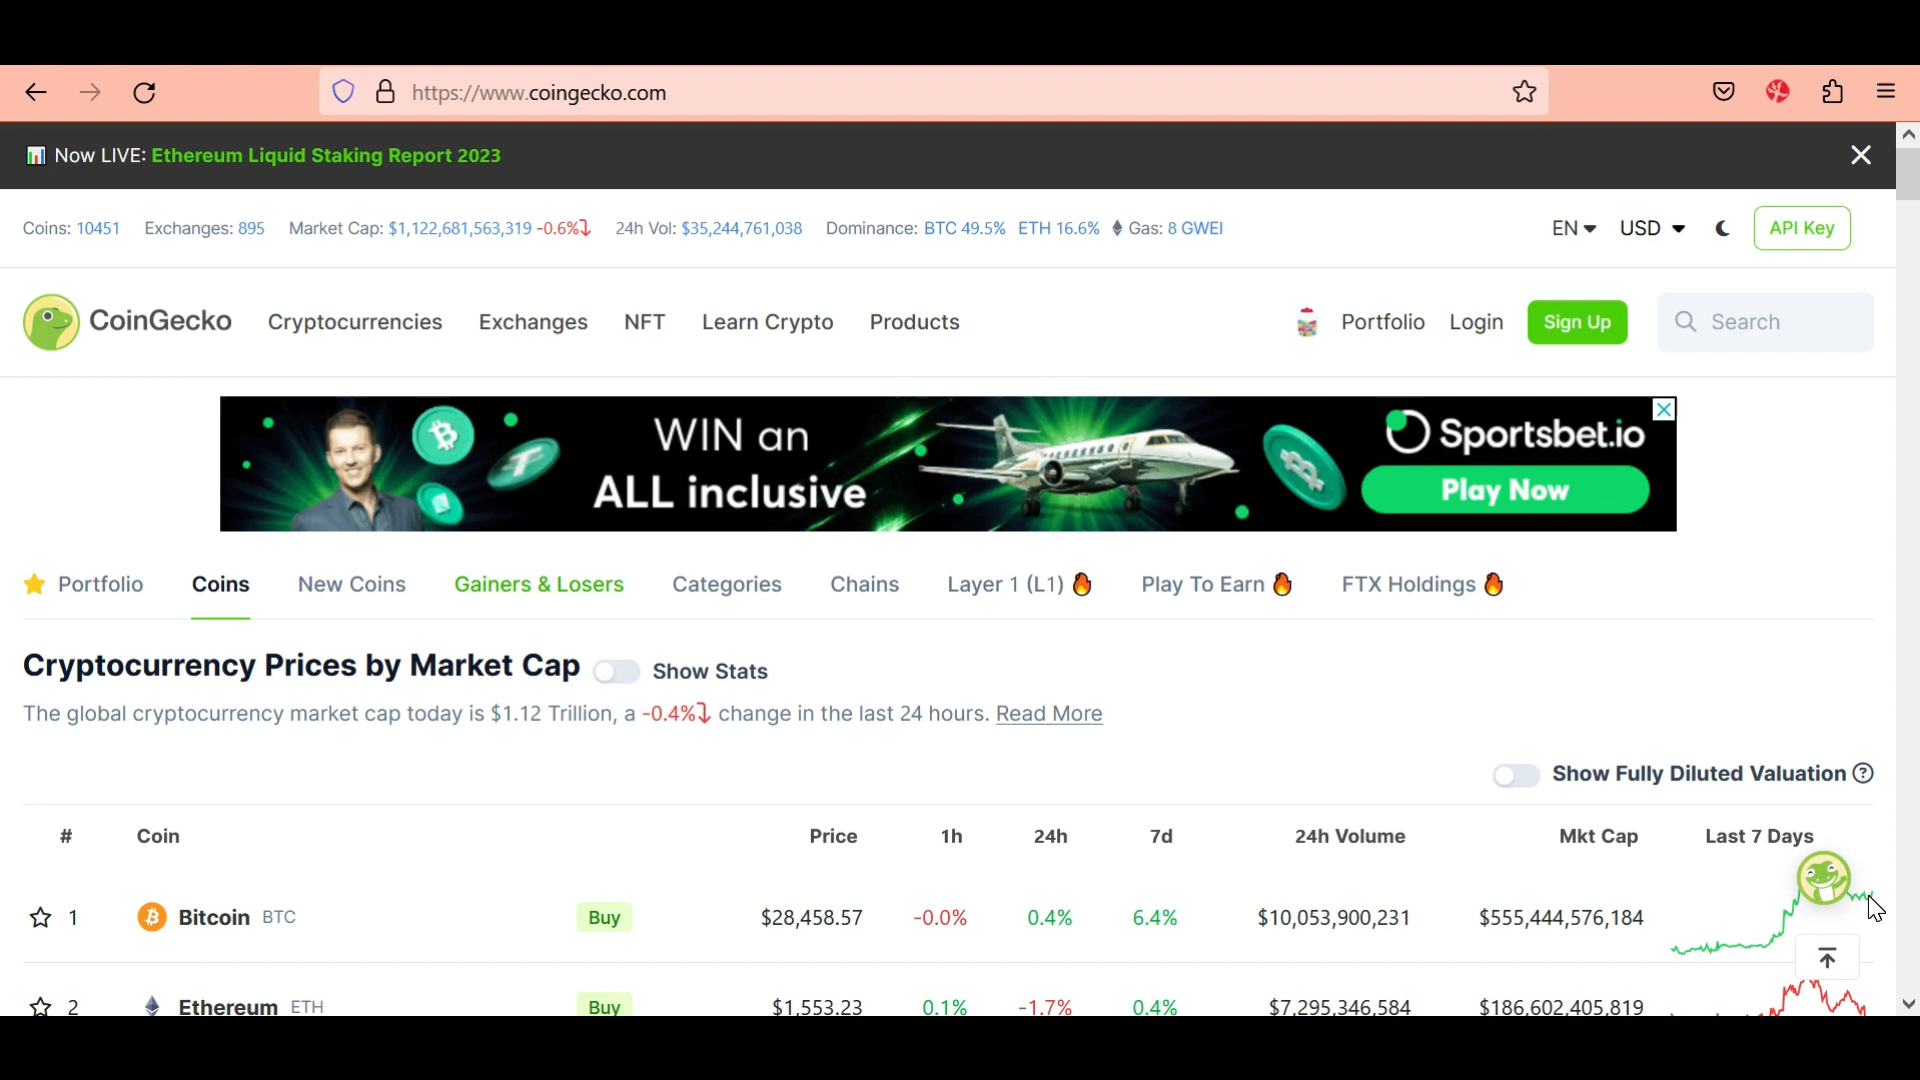 https://www.coingecko.com
Now LIVE: Ethereum Liquid Staking Report 2023
Coins: 10451 Exchanges: 895 Market Cap: $1,122,681,563,319 -0.6% 24h Vol: $35,244,761,038 Dominance: BTC 49.5% ETH 16.6% Gas: 8 GWEI EN USD API Key
CoinGecko Cryptocurrencies Exchanges NFT Learn Crypto Products Portfolio Login Sign Up Search
WIN an
ALL inclusive
Sportsbet.io
Play Now
Portfolio Coins New Coins Gainers & Losers Categories Chains Layer 1 (L1) Play To Earn FTX Holdings
Cryptocurrency Prices by Market Cap Show Stats
The global cryptocurrency market cap today is $1.12 Trillion, a -0.4% change in the last 24 hours. Read More
Show Fully Diluted Valuation ?
# Coin Price 1h 24h 7d 24h Volume Mkt Cap Last 7 Days
1 Bitcoin BTC Buy $28,458.57 -0.0% 0.4% 6.4% $10,053,900,231 $555,444,576,184
2 Ethereum ETH Buy $1,553.23 0.1% -1.7% 0.4% $7,295,346,584 $186,602,405,819